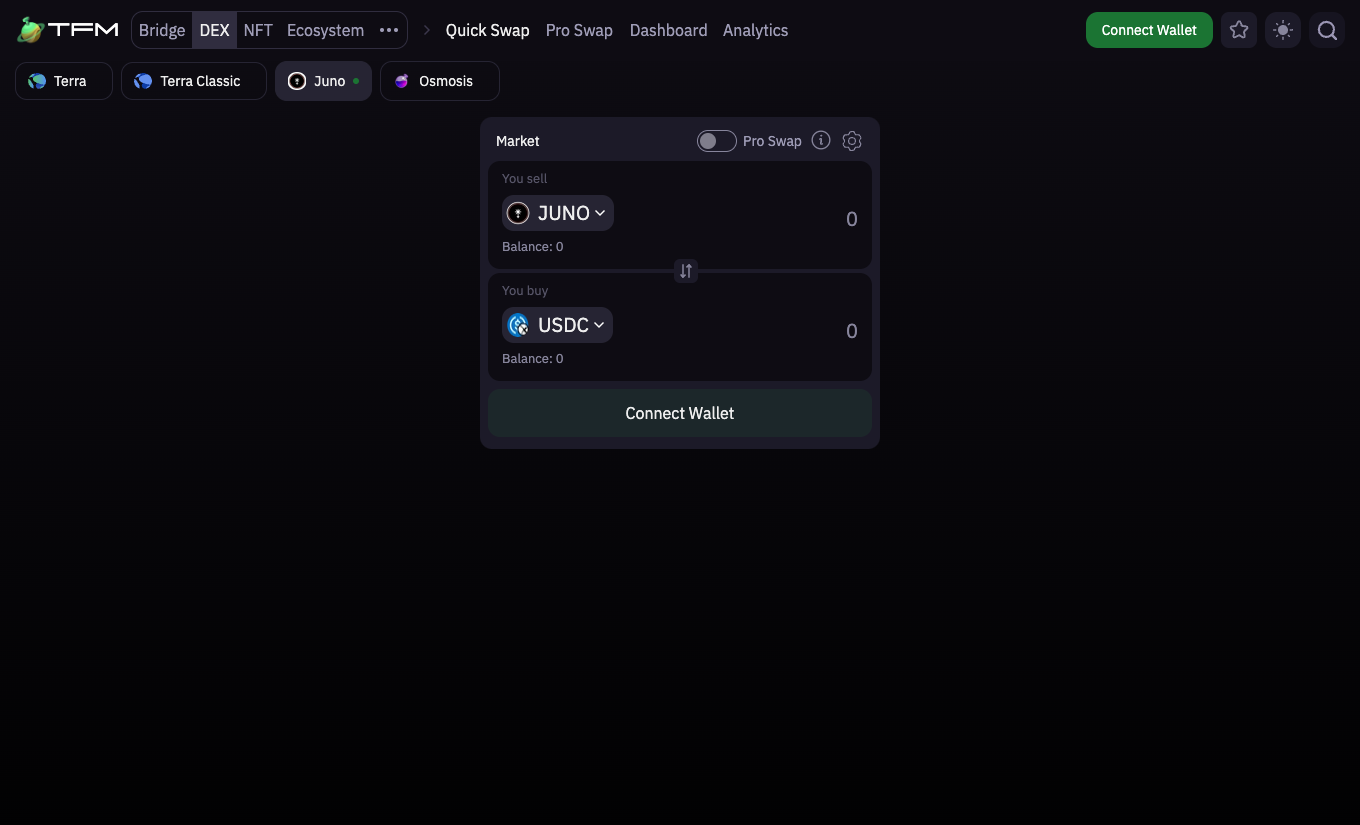 TFM Bridge DEX NFT Ecosystem Quick Swap Pro Swap Dashboard Analytics Connect Wallet
Terra Terra Classic Juno Osmosis
Market Pro Swap
You sell
JUNO 0
Balance: 0
You buy
USDC 0
Balance: 0
Connect Wallet